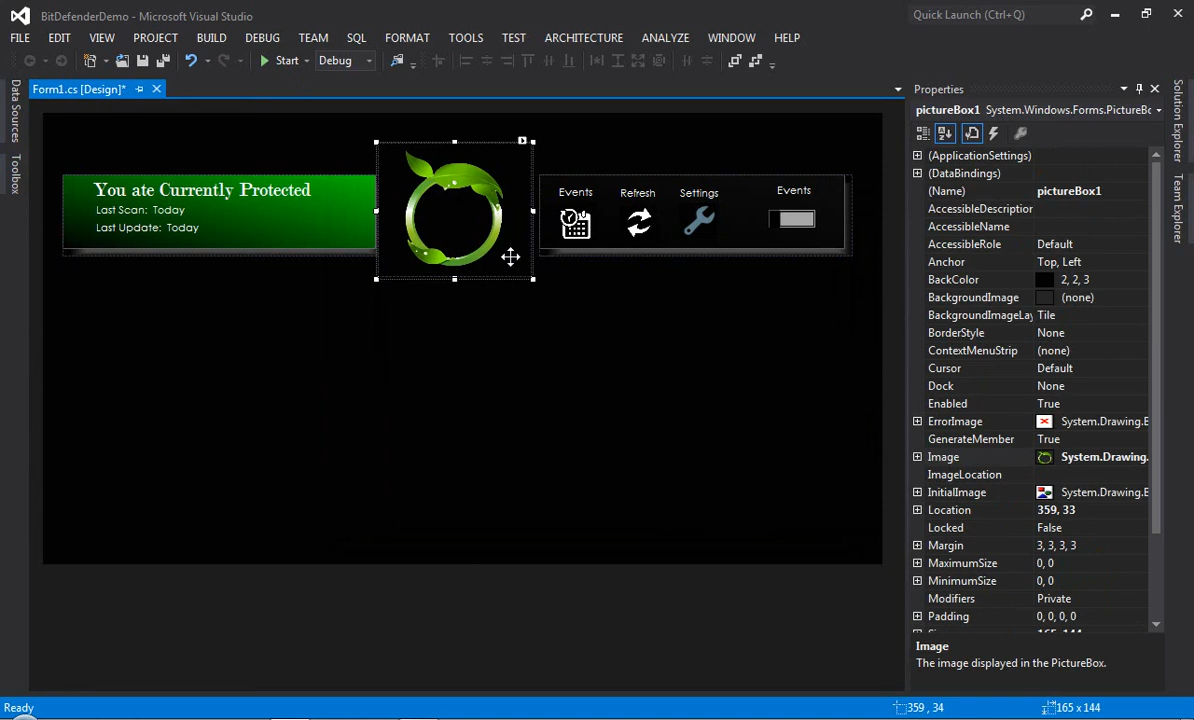 BitDefenderDemo - Microsoft Visual Studio
Quick Launch (Ctrl+Q)
FILE EDIT VIEW PROJECT BUILD DEBUG TEAM SQL FORMAT TOOLS TEST ARCHITECTURE ANALYZE WINDOW HELP
Start Debug
Form1.cs [Design]*
Data Sources
Toolbox
You ate Currently Protected
Last Scan: Today
Last Update: Today
Events Refresh Settings Events
Properties
pictureBox1 System.Windows.Forms.PictureBo
(ApplicationSettings)
(DataBindings)
(Name) pictureBox1
AccessibleDescription
AccessibleName
AccessibleRole Default
Anchor Top, Left
BackColor 2, 2, 3
BackgroundImage (none)
BackgroundImageLay Tile
BorderStyle None
ContextMenuStrip (none)
Cursor Default
Dock None
Enabled True
ErrorImage System.Drawing.B
GenerateMember True
Image System.Drawing.
ImageLocation
InitialImage System.Drawing.B
Location 359, 33
Locked False
Margin 3, 3, 3, 3
MaximumSize 0, 0
MinimumSize 0, 0
Modifiers Private
Padding 0, 0, 0, 0
Image
The image displayed in the PictureBox.
Solution Explorer
Team Explorer
Ready 359 , 34 165 x 144